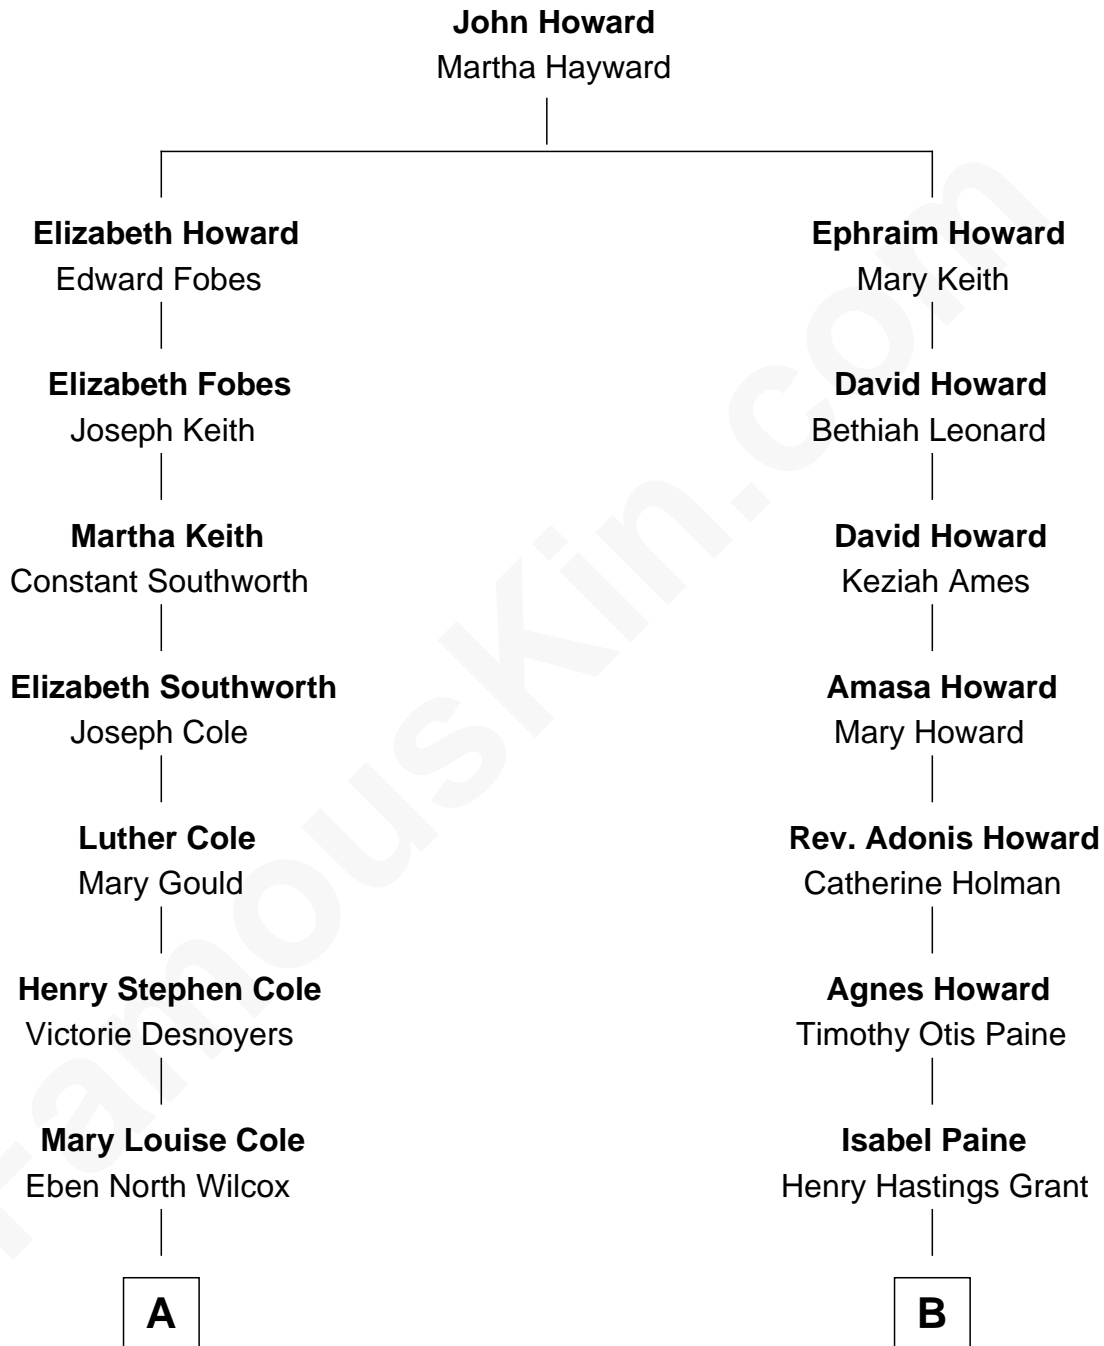 John Howard
Martha Hayward
Elizabeth Howard
Edward Fobes
Ephraim Howard
Mary Keith
Elizabeth Fobes
Joseph Keith
David Howard
Bethiah Leonard
Martha Keith
Constant Southworth
David Howard
Keziah Ames
Elizabeth Southworth
Joseph Cole
Amasa Howard
Mary Howard
Luther Cole
Mary Gould
Rev. Adonis Howard
Catherine Holman
Henry Stephen Cole
Victorie Desnoyers
Agnes Howard
Timothy Otis Paine
Mary Louise Cole
Eben North Wilcox
Isabel Paine
Henry Hastings Grant
A
B
FamousKin.com